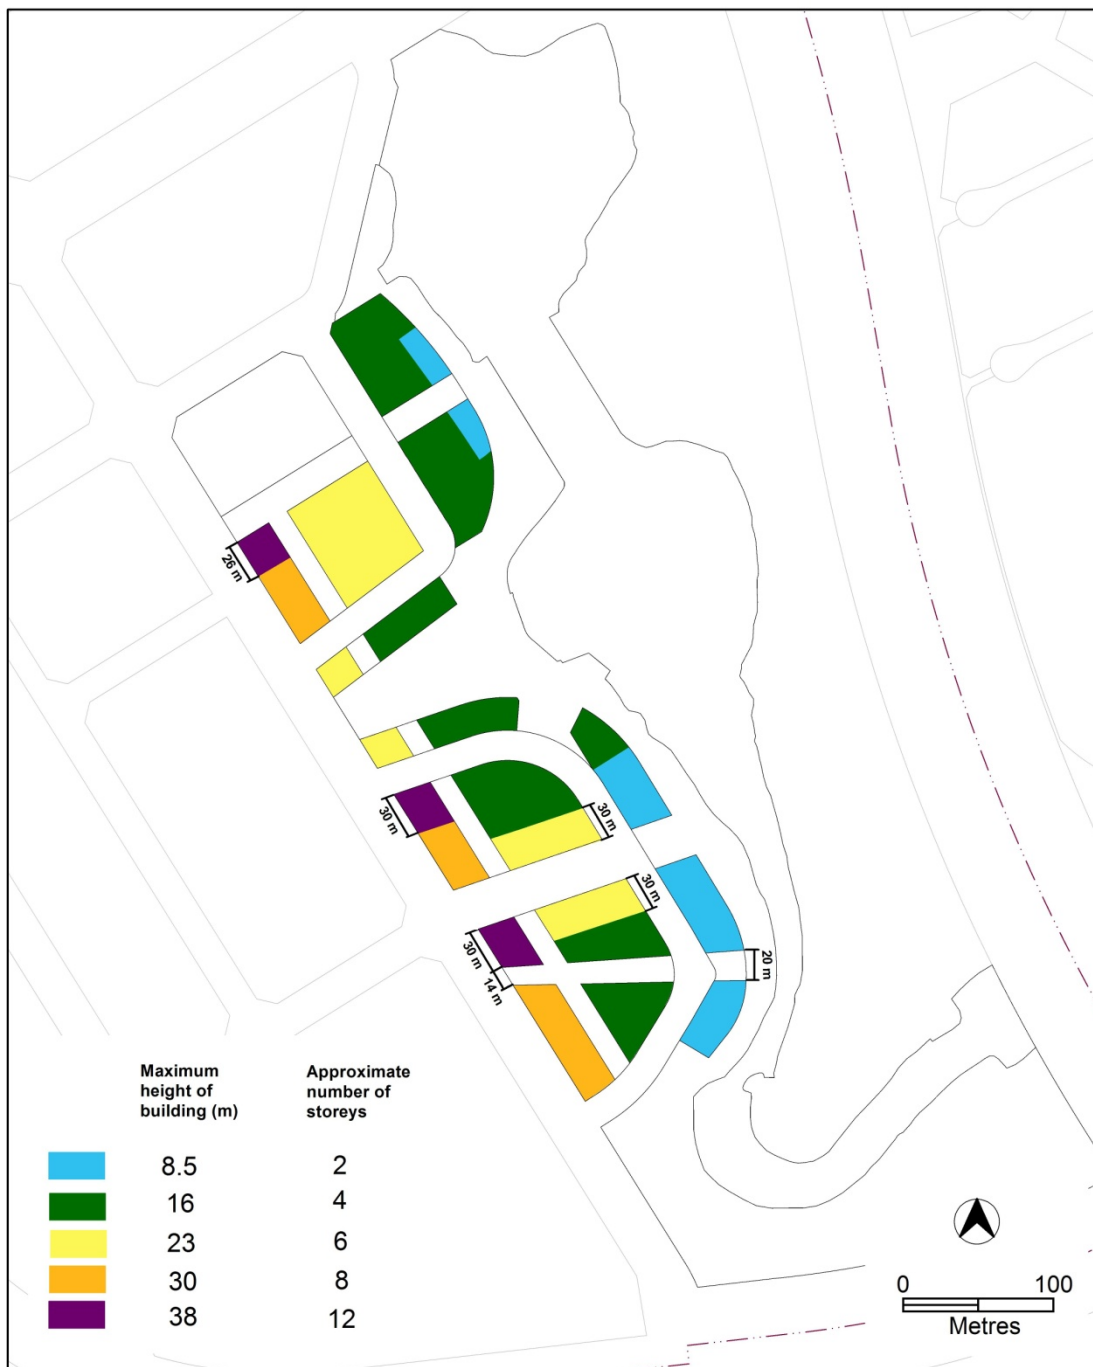 26 m
30 m
30 m
30 m
30 m
14 m
20 m
Maximum height of building (m)
Approximate number of storeys
8.5 2
16 4
23 6
30 8
38 12
0 100
Metres